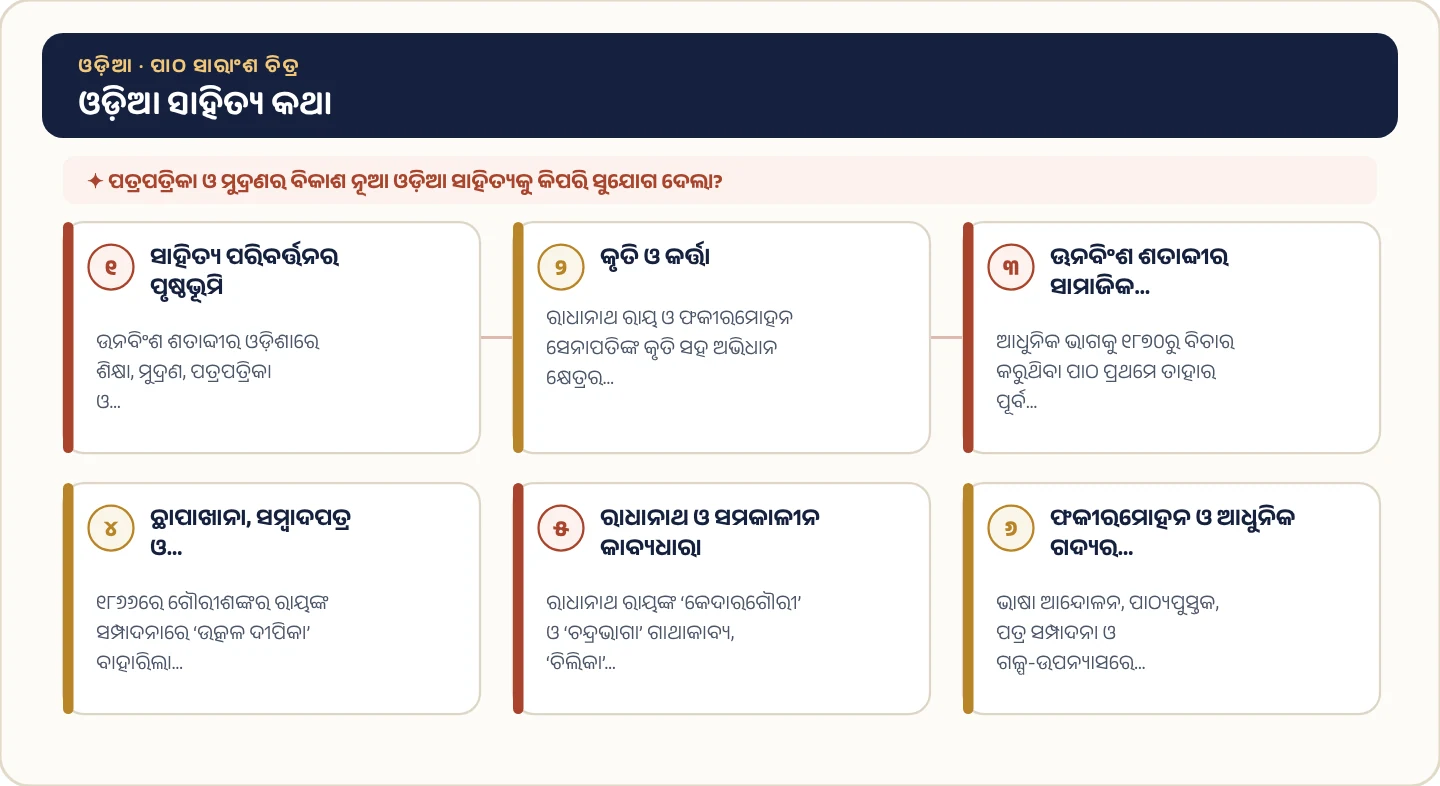 ଓଡ଼ିଆ · ପାଠ ସାରାଂଶ ଚିତ୍ର
ଓଡ଼ିଆ ସାହିତ୍ୟ କଥା
✦ ପତ୍ରପତ୍ରିକା ଓ ମୁଦ୍ରଣର ବିକାଶ ନୂଆ ଓଡ଼ିଆ ସାହିତ୍ୟକୁ କିପରି ସୁଯୋଗ ଦେଲା?
୧
ସାହିତ୍ୟ ପରିବର୍ତ୍ତନର
ପୃଷ୍ଠଭୂମି
ଊନବିଂଶ ଶତାବ୍ଦୀର ଓଡ଼ିଶାରେ
ଶିକ୍ଷା, ମୁଦ୍ରଣ, ପତ୍ରପତ୍ରିକା
ଓ...
୨
କୃତି ଓ କର୍ତ୍ତା
ରାଧାନାଥ ରାୟ ଓ ଫକୀରମୋହନ
ସେନାପତିଙ୍କ କୃତି ସହ ଅଭିଧାନ
କ୍ଷେତ୍ରର...
୩
ଊନବିଂଶ ଶତାବ୍ଦୀର
ସାମାଜିକ...
ଆଧୁନିକ ଭାଗକୁ ୧୮୭୦ରୁ ବିଚାର
କରୁଥିବା ପାଠ ପ୍ରଥମେ ତାହାର
ପୂର୍ବ...
୪
ଛାପାଖାନା, ସମ୍ବାଦପତ୍ର
ଓ...
୧୮୬୬ରେ ଗୌରୀଶଙ୍କର ରାୟଙ୍କ
ସମ୍ପାଦନାରେ ‘ଉତ୍କଳ ଦୀପିକା’
ବାହାରିଲା...
୫
ରାଧାନାଥ ଓ ସମକାଳୀନ
କାବ୍ୟଧାରା
ରାଧାନାଥ ରାୟଙ୍କ ‘କେଦାରଗୌରୀ’
ଓ ‘ଚନ୍ଦ୍ରଭାଗା’ ଗାଥାକାବ୍ୟ,
‘ଚିଲିକା’...
୬
ଫକୀରମୋହନ ଓ ଆଧୁନିକ
ଗଦ୍ୟର...
ଭାଷା ଆନ୍ଦୋଳନ, ପାଠ୍ୟପୁସ୍ତକ,
ପତ୍ର ସମ୍ପାଦନା ଓ
ଗଳ୍ପ-ଉପନ୍ୟାସରେ...